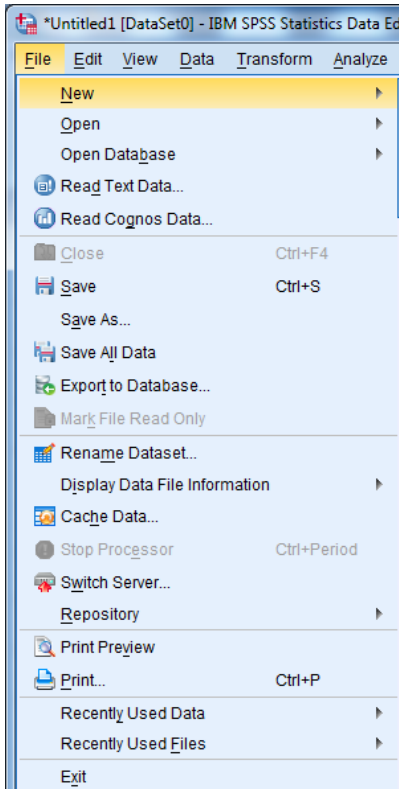 *Untitled1 [DataSet0] - IBM SPSS Statistics Data Ed
File Edit View Data Transform Analyze
New
Open
Open Database
Read Text Data...
Read Cognos Data...
Close Ctrl+F4
Save Ctrl+S
Save As...
Save All Data
Export to Database...
Mark File Read Only
Rename Dataset...
Display Data File Information
Cache Data...
Stop Processor Ctrl+Period
Switch Server...
Repository
Print Preview
Print... Ctrl+P
Recently Used Data
Recently Used Files
Exit